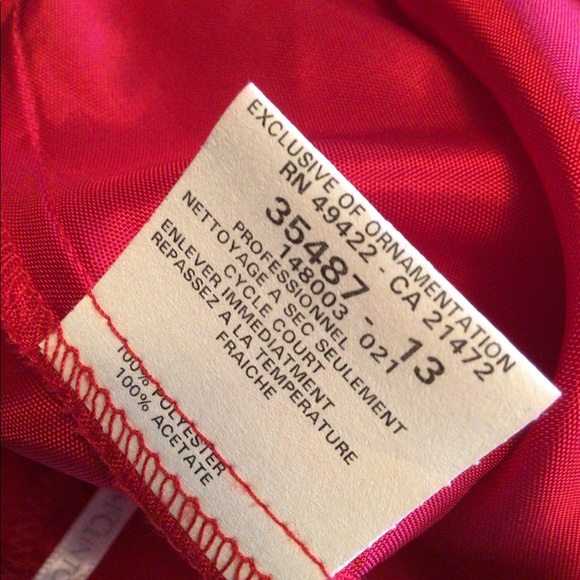 EXCLUSIVE OF ORNAMENTATION
RN 49422 - CA 21472
35487 - 13
148003 021
PROFESSIONNEL
NETTOYAGE A SEC SEULEMENT
CYCLE COURT
ENLEVER IMMEDIATMENT
REPASSEZ A LA TEMPERATURE
FRAICHE
100% POLYESTER
100% ACETATE